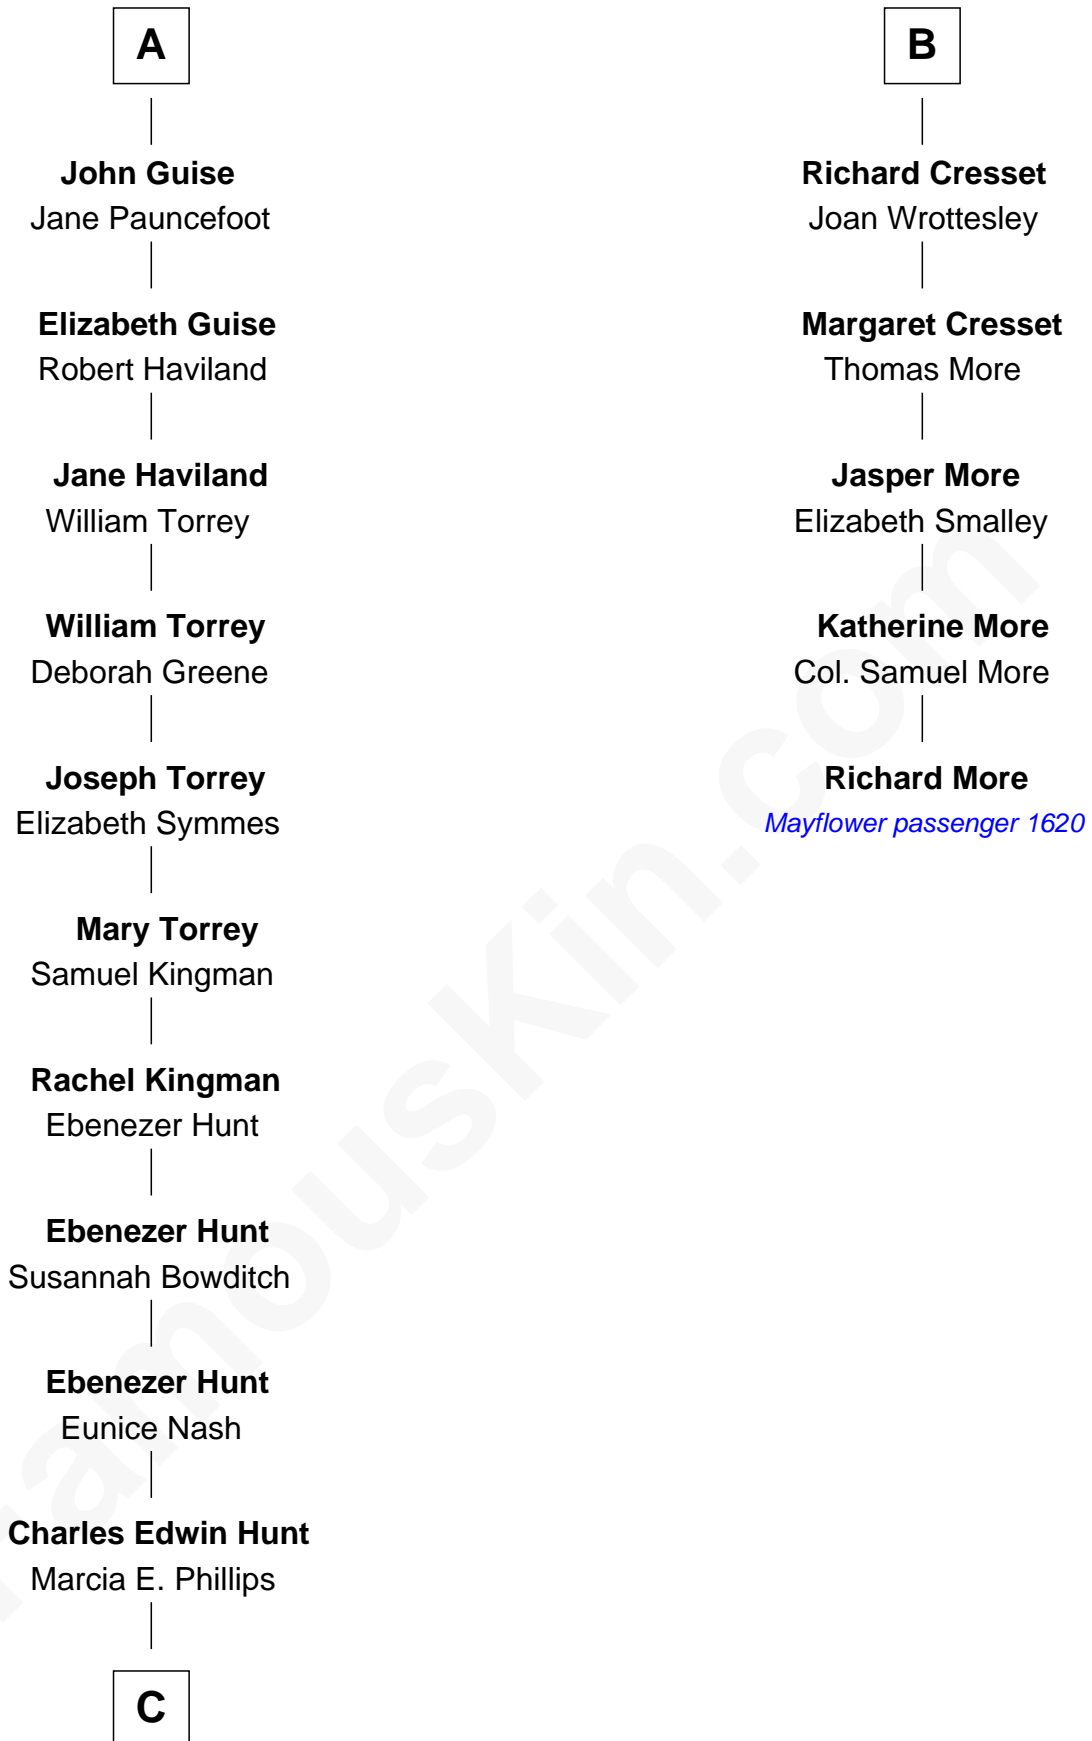 A
John Guise
Jane Pauncefoot
Elizabeth Guise
Robert Haviland
Jane Haviland
William Torrey
William Torrey
Deborah Greene
Joseph Torrey
Elizabeth Symmes
Mary Torrey
Samuel Kingman
Rachel Kingman
Ebenezer Hunt
Ebenezer Hunt
Susannah Bowditch
Ebenezer Hunt
Eunice Nash
Charles Edwin Hunt
Marcia E. Phillips
C
B
Richard Cresset
Joan Wrottesley
Margaret Cresset
Thomas More
Jasper More
Elizabeth Smalley
Katherine More
Col. Samuel More
Richard More
Mayflower passenger 1620
FamousKin.com